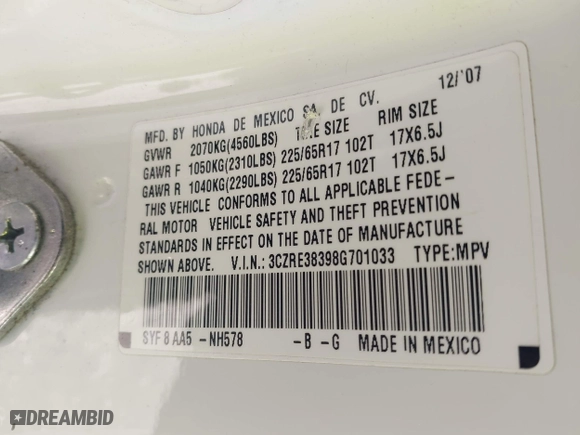 12/'07
MFD. BY HONDA DE MEXICO SA. DE CV.
GVWR 2070KG(4560LBS) TIRE SIZE RIM SIZE
GAWR F 1050KG(2310LBS) 225/65R17 102T 17X6.5J
GAWR R 1040KG(2290LBS) 225/65R17 102T 17X6.5J
THIS VEHICLE CONFORMS TO ALL APPLICABLE FEDE-
RAL MOTOR VEHICLE SAFETY AND THEFT PREVENTION
STANDARDS IN EFFECT ON THE DATE OF MANUFACTURE
SHOWN ABOVE. V.I.N.: 3CZRE38398G701033 TYPE:MPV
SYF 8 AA5 -NH578 -B -G MADE IN MEXICO
DREAMBID